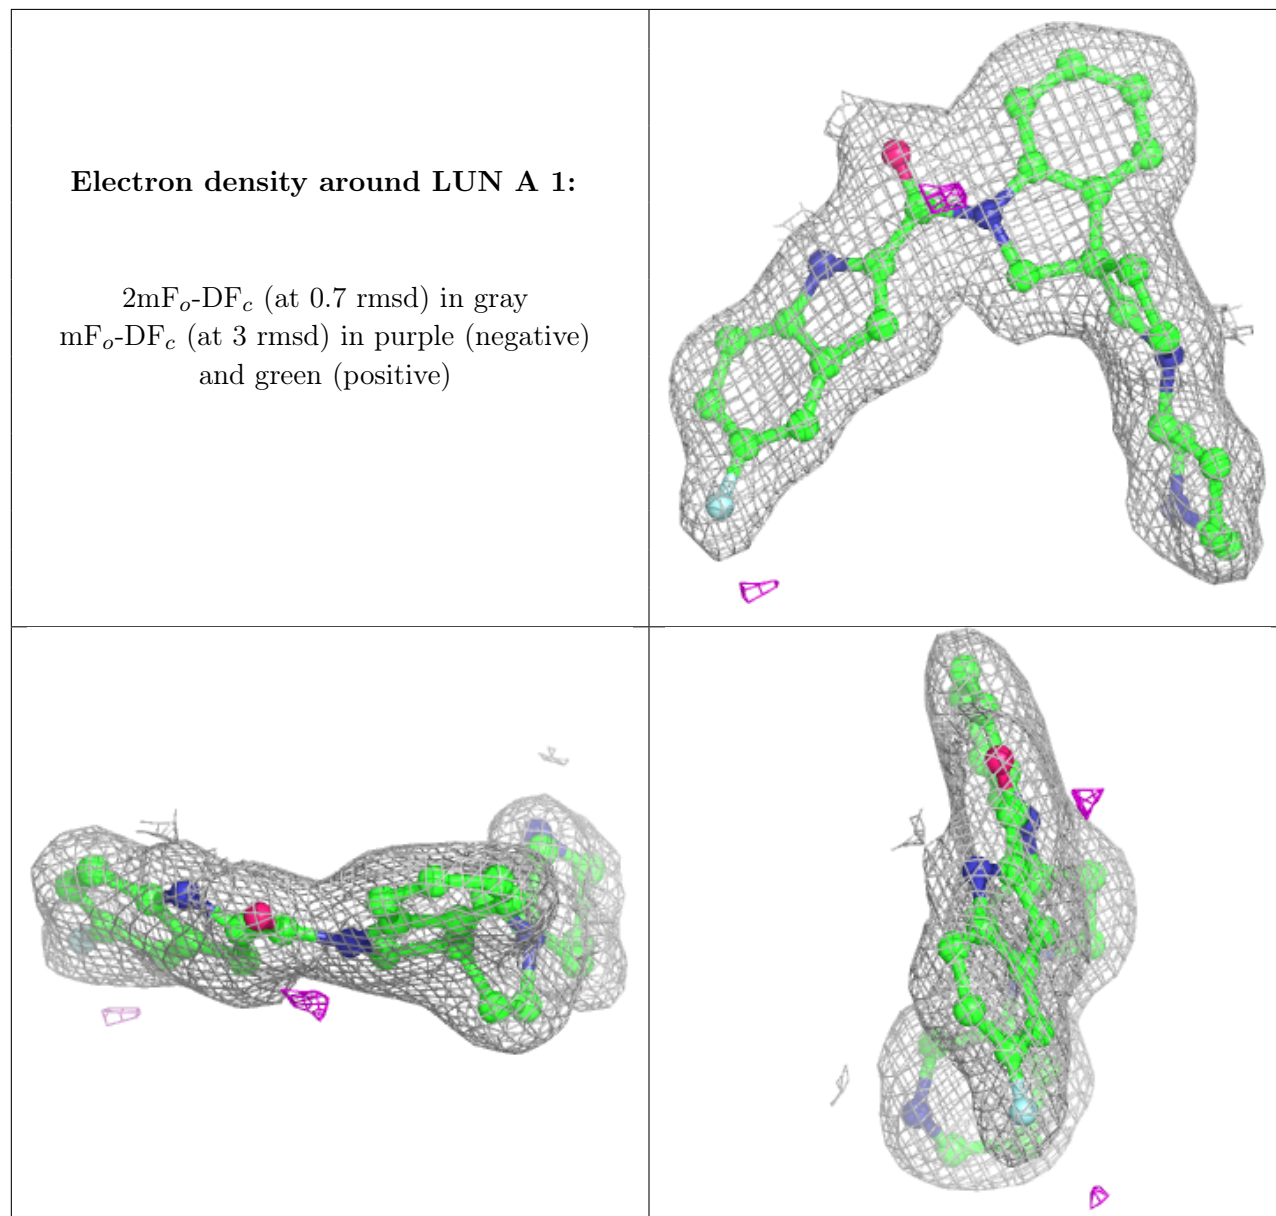 Electron density around LUN A 1:
2mFo-DFc (at 0.7 rmsd) in gray
mFo-DFc (at 3 rmsd) in purple (negative)
and green (positive)